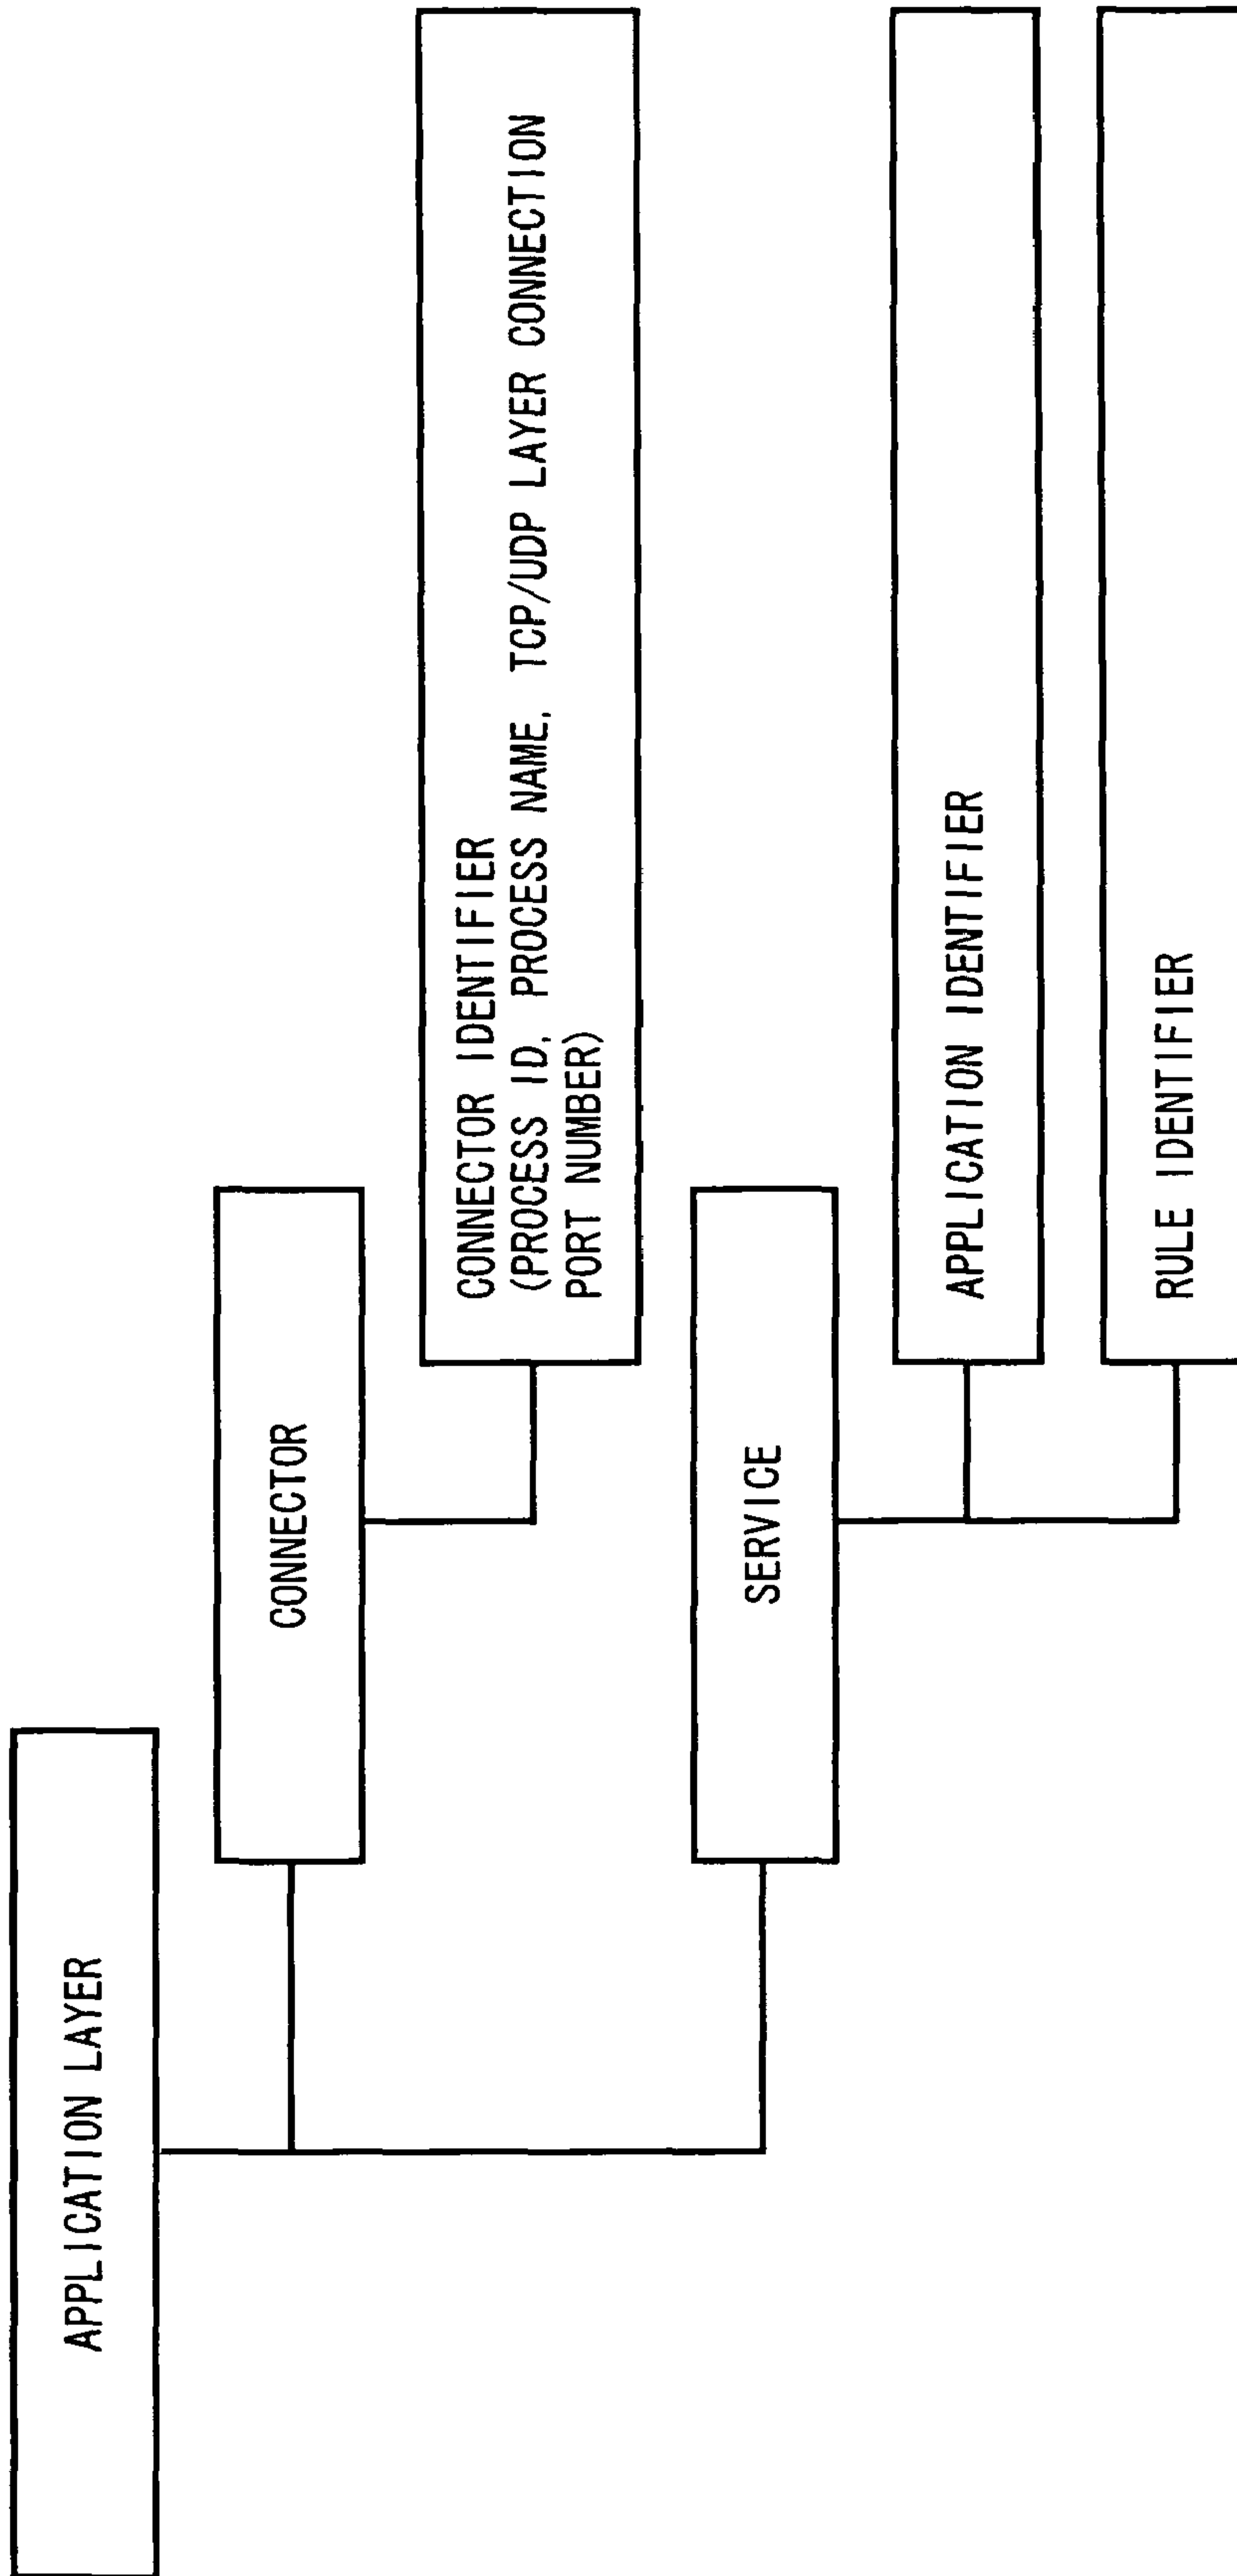 APPLICATION LAYER
CONNECTOR
CONNECTOR IDENTIFIER
(PROCESS ID, PROCESS NAME, TCP/UDP LAYER CONNECTION
PORT NUMBER)
SERVICE
APPLICATION IDENTIFIER
RULE IDENTIFIER